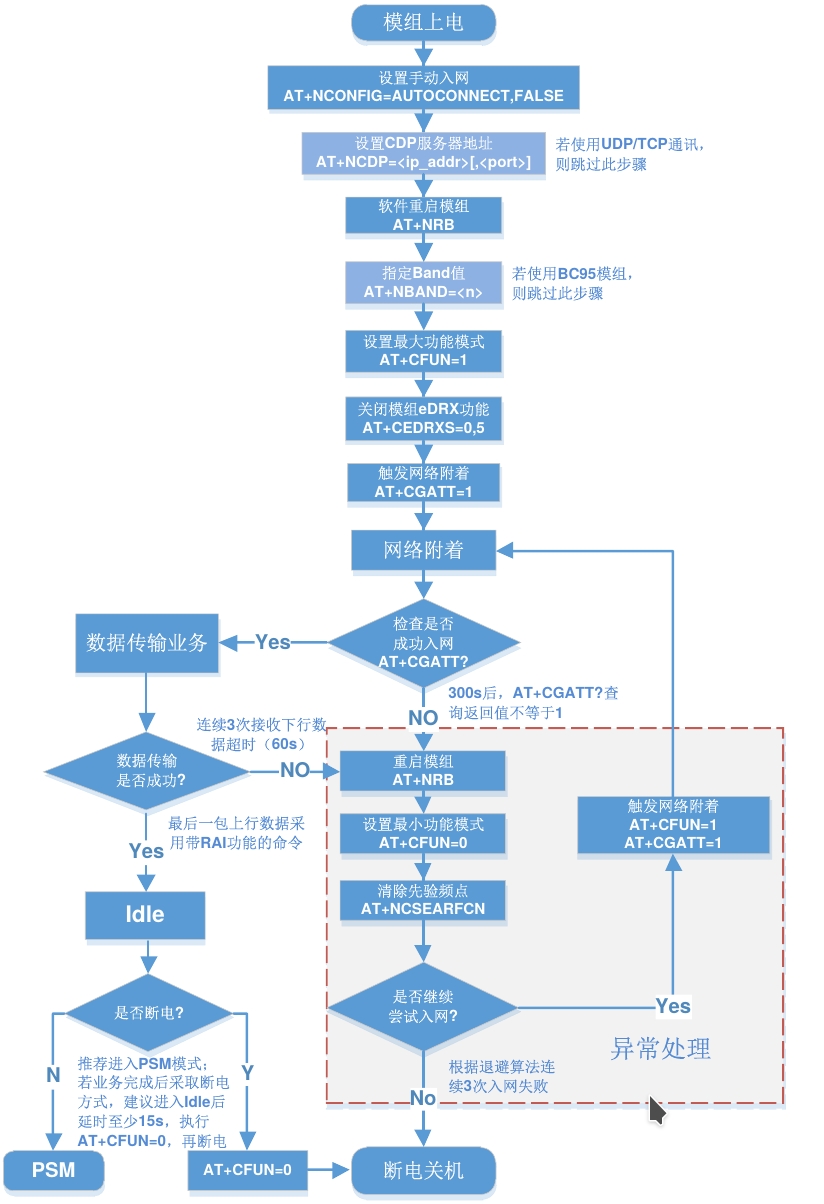 模组上电
设置手动入网
AT+NCONFIG=AUTOCONNECT,FALSE
设置CDP服务器地址
AT+NCDP=<ip_addr>[,<port>]
若使用UDP/TCP通讯，
则跳过此步骤
软件重启模组
AT+NRB
指定Band值
AT+NBAND=<n>
若使用BC95模组，
则跳过此步骤
设置最大功能模式
AT+CFUN=1
关闭模组eDRX功能
AT+CEDRXS=0,5
触发网络附着
AT+CGATT=1
网络附着
检查是否
成功入网
AT+CGATT?
Yes
数据传输业务
300s后，AT+CGATT?查
询返回值不等于1
NO
连续3次接收下行数
据超时（60s）
数据传输
是否成功?
NO
重启模组
AT+NRB
设置最小功能模式
AT+CFUN=0
清除先验频点
AT+NCSEARFCN
触发网络附着
AT+CFUN=1
AT+CGATT=1
最后一包上行数据采
用带RAI功能的命令
Yes
Idle
是否断电?
是否继续
尝试入网?
Yes
异常处理
N
Y
推荐进入PSM模式；
若业务完成后采取断电
方式，建议进入Idle后
延时至少15s，执行
AT+CFUN=0，再断电
根据退避算法连
续3次入网失败
No
PSM
AT+CFUN=0
断电关机